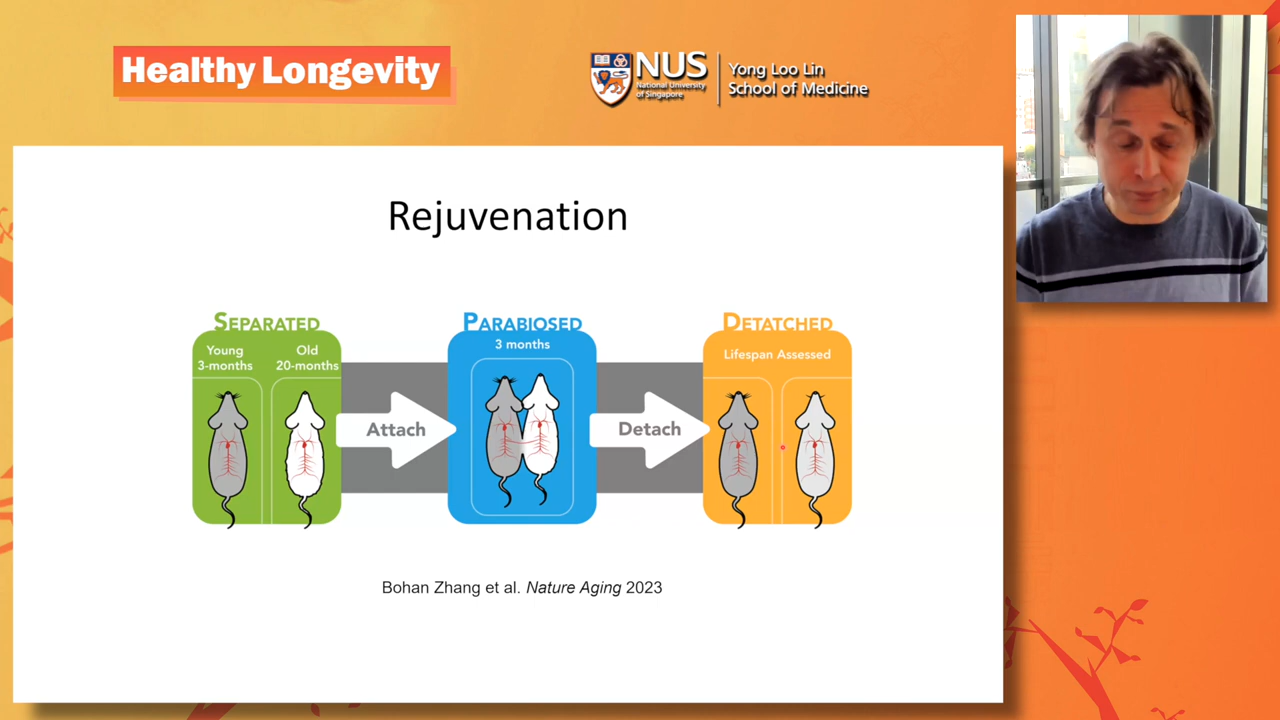 Healthy Longevity
NUS
National University
of Singapore
Yong Loo Lin
School of Medicine
Rejuvenation
SEPARATED
Young
3-months
Old
20-months
Attach
PARABIOSED
3 months
Detach
DETATCHED
Lifespan Assessed
Bohan Zhang et al. Nature Aging 2023